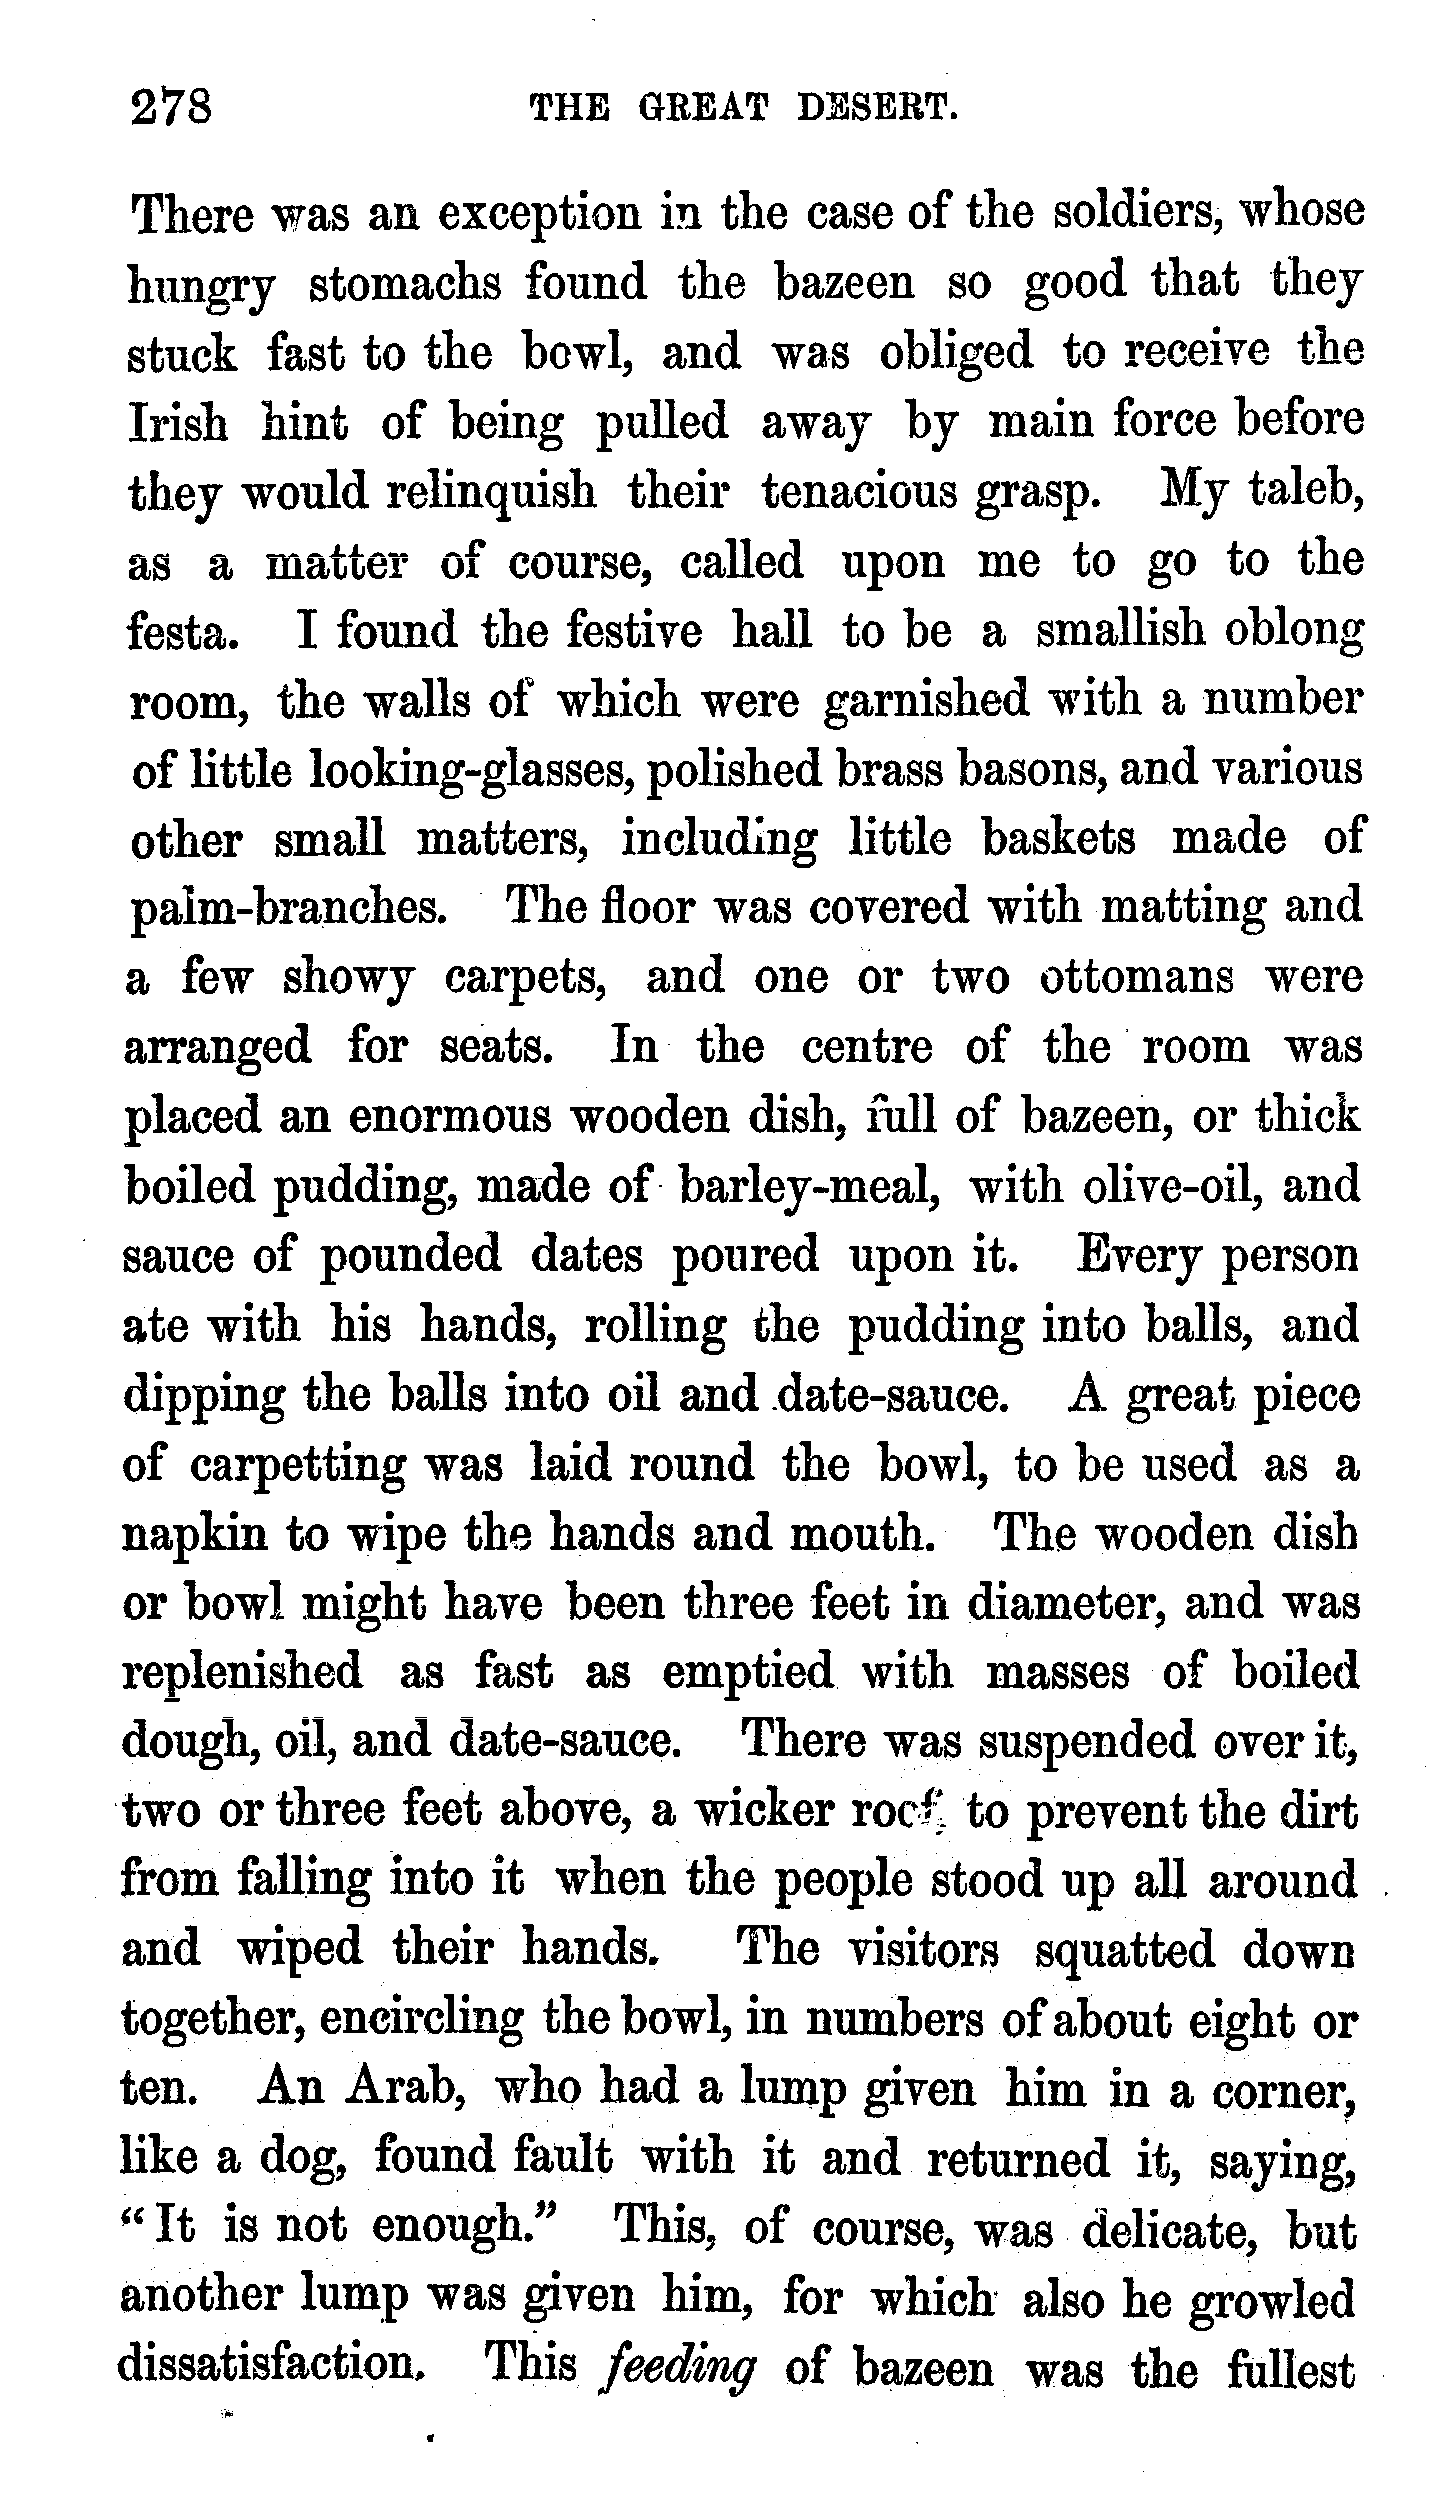 278 THE GREAT DESERT.
There was an exception in the case of the soldiers, whose
hungry stomachs found the bazeen so good that they
stuck fast to the bowl, and was obliged to receive the
Irish hint of being pulled away by main force before
they would relinquish their tenacious grasp. My taleb,
as a matter of course, called upon me to go to the
festa. I found the festive hall to be a smallish oblong
room, the walls of which were garnished with a number
of little looking-glasses, polished brass basons, and various
other small matters, including little baskets made of
palm-branches. The floor was covered with matting and
a few showy carpets, and one or two ottomans were
arranged for seats. In the centre of the room was
placed an enormous wooden dish, full of bazeen, or thick
boiled pudding, made of barley-meal, with olive-oil, and
sauce of pounded dates poured upon it. Every person
ate with his hands, rolling the pudding into balls, and
dipping the balls into oil and date-sauce. A great piece
of carpetting was laid round the bowl, to be used as a
napkin to wipe the hands and mouth. The wooden dish
or bowl might have been three feet in diameter, and was
replenished as fast as emptied with masses of boiled
dough, oil, and date-sauce. There was suspended over it,
two or three feet above, a wicker roof, to prevent the dirt
from falling into it when the people stood up all around
and wiped their hands. The visitors squatted down
together, encircling the bowl, in numbers of about eight or
ten. An Arab, who had a lump given him in a corner,
like a dog, found fault with it and returned it, saying,
“It is not enough.” This, of course, was delicate, but
another lump was given him, for which also he growled
dissatisfaction. This feeding of bazeen was the fullest